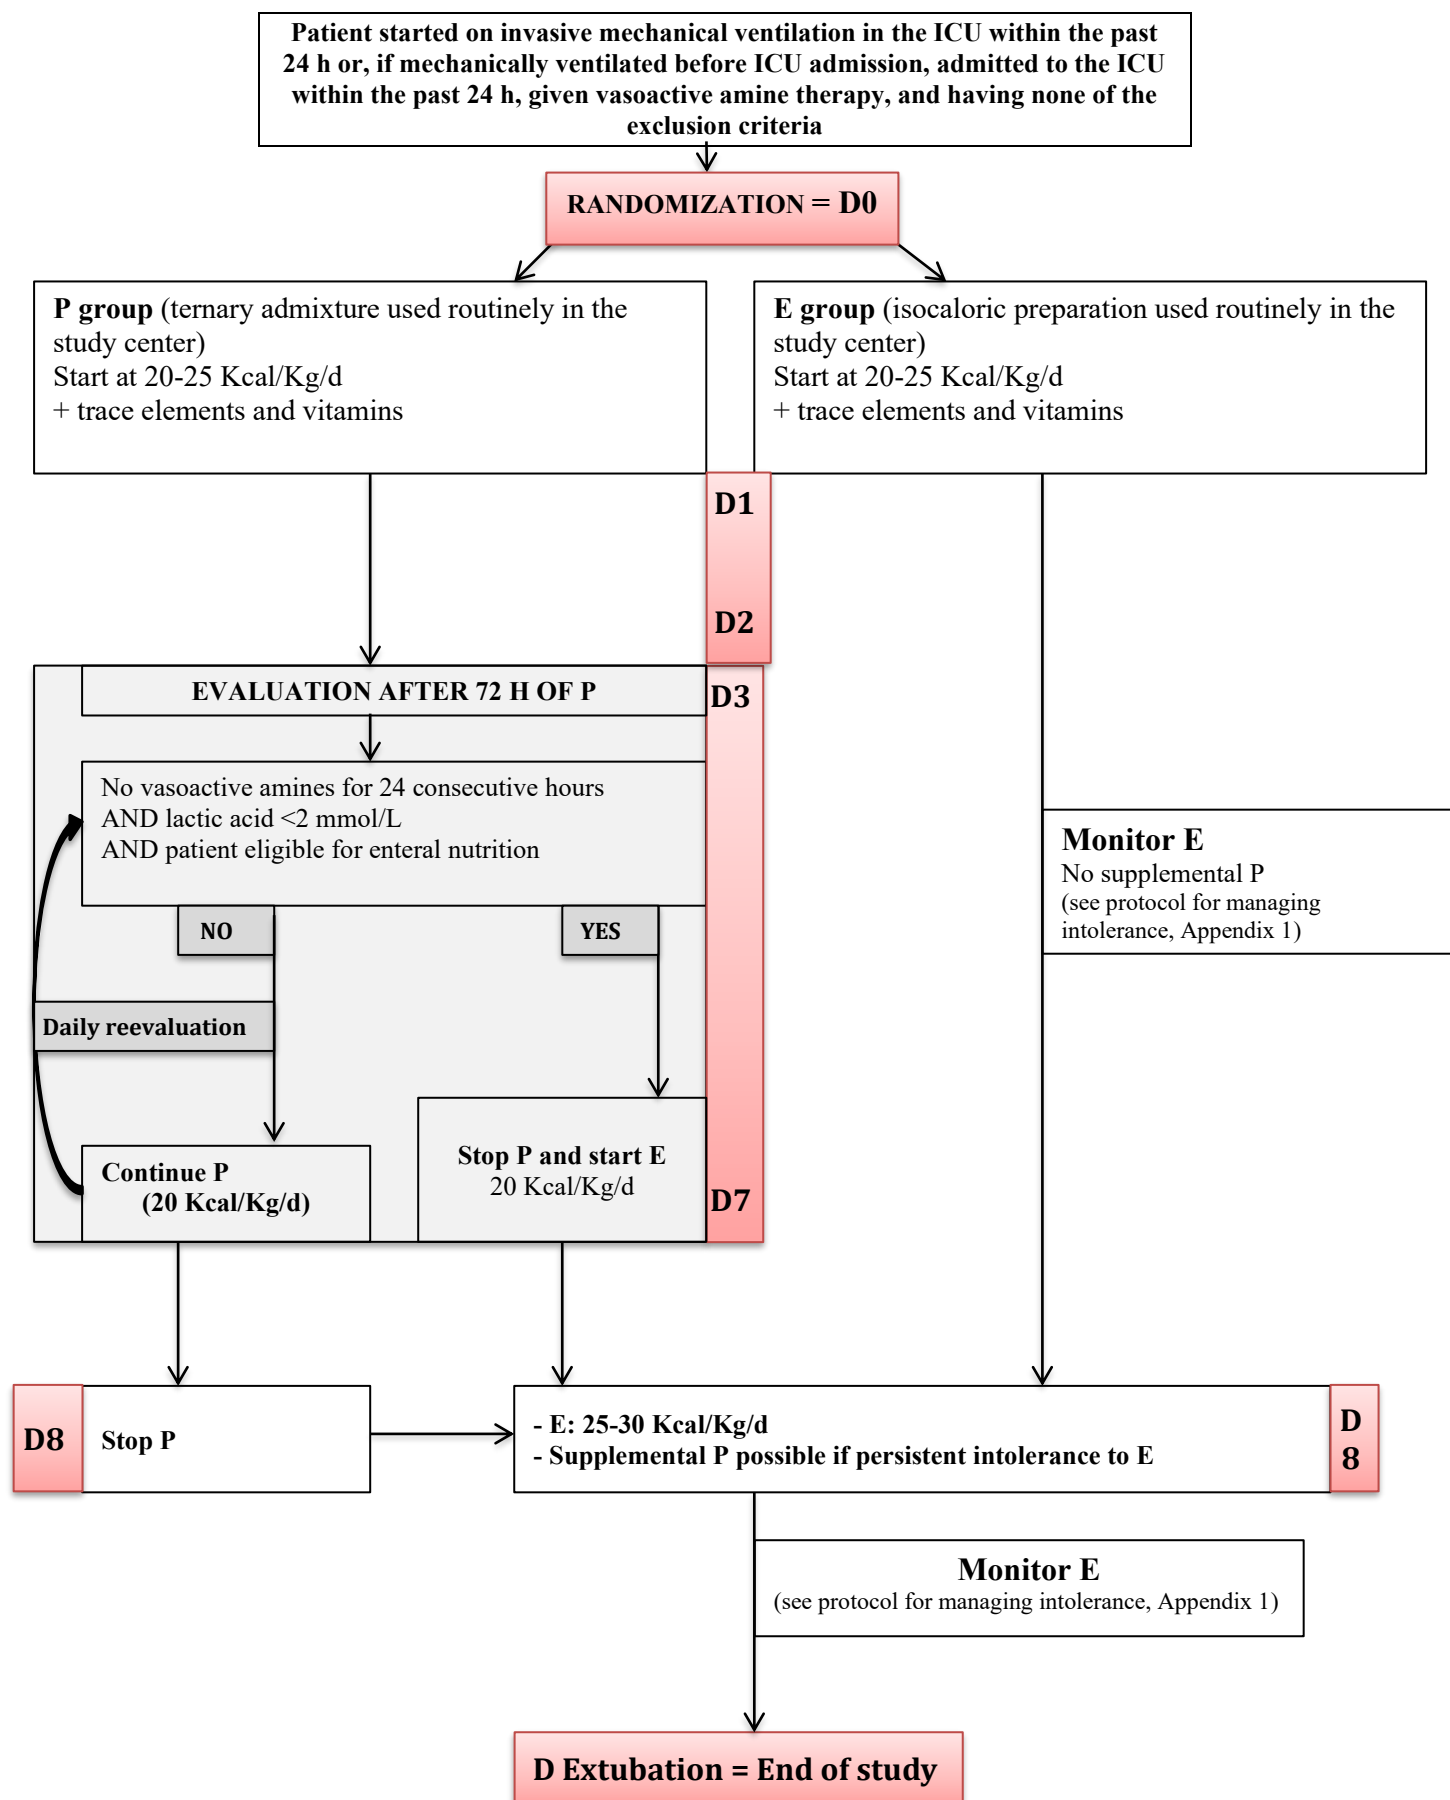 Patient started on invasive mechanical ventilation in the ICU within the past
24 h or, if mechanically ventilated before ICU admission, admitted to the ICU
within the past 24 h, given vasoactive amine therapy, and having none of the
exclusion criteria
RANDOMIZATION = D0
P group (ternary admixture used routinely in the
study center)
Start at 20-25 Kcal/Kg/d
+ trace elements and vitamins
E group (isocaloric preparation used routinely in the
study center)
Start at 20-25 Kcal/Kg/d
+ trace elements and vitamins
D1
D2
EVALUATION AFTER 72 H OF P
D3
No vasoactive amines for 24 consecutive hours
AND lactic acid <2 mmol/L
AND patient eligible for enteral nutrition
Monitor E
No supplemental P
(see protocol for managing
intolerance, Appendix 1)
NO
YES
Daily reevaluation
Continue P
(20 Kcal/Kg/d)
Stop P and start E
20 Kcal/Kg/d
D7
D8
Stop P
- E: 25-30 Kcal/Kg/d
- Supplemental P possible if persistent intolerance to E
D
8
Monitor E
(see protocol for managing intolerance, Appendix 1)
D Extubation = End of study